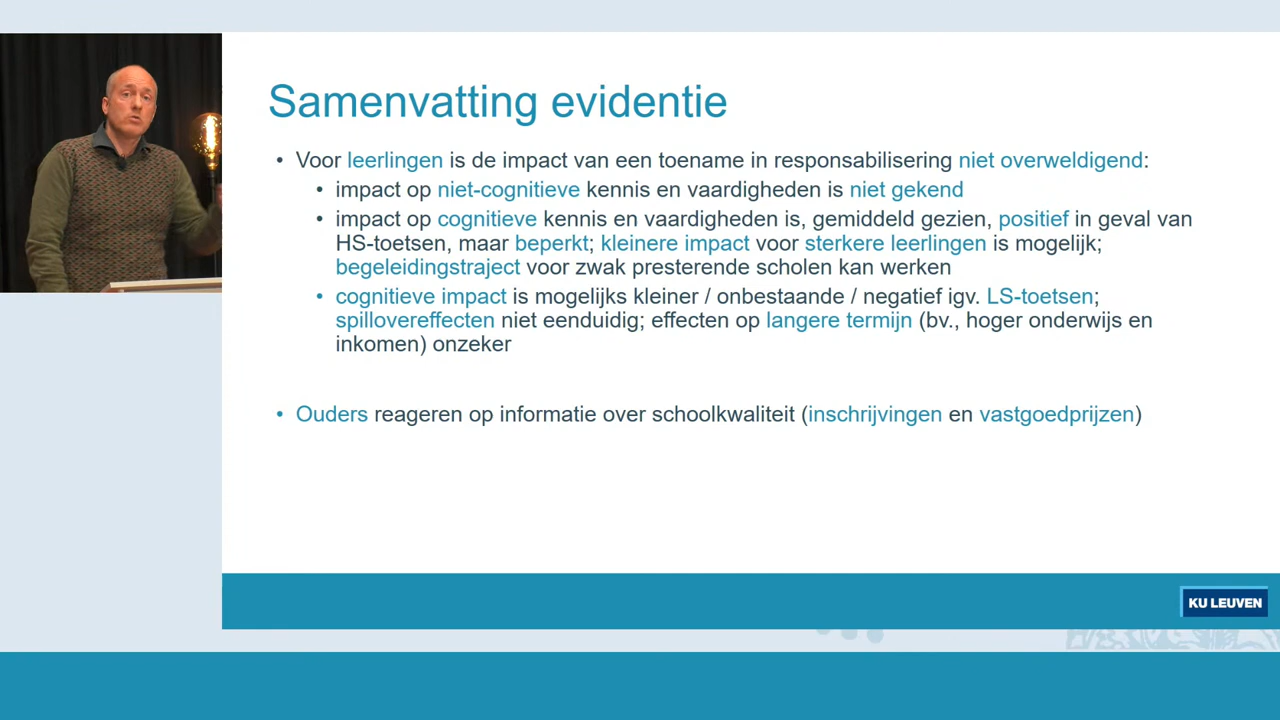 Samenvatting evidentie
• Voor leerlingen is de impact van een toename in responsabilisering niet overweldigend:
• impact op niet-cognitieve kennis en vaardigheden is niet gekend
• impact op cognitieve kennis en vaardigheden is, gemiddeld gezien, positief in geval van
HS-toetsen, maar beperkt; kleinere impact voor sterkere leerlingen is mogelijk;
begeleidingstraject voor zwak presterende scholen kan werken
• cognitieve impact is mogelijks kleiner / onbestaande / negatief igv. LS-toetsen;
spillovereffecten niet eenduidig; effecten op langere termijn (bv., hoger onderwijs en
inkomen) onzeker
• Ouders reageren op informatie over schoolkwaliteit (inschrijvingen en vastgoedprijzen)
KU LEUVEN